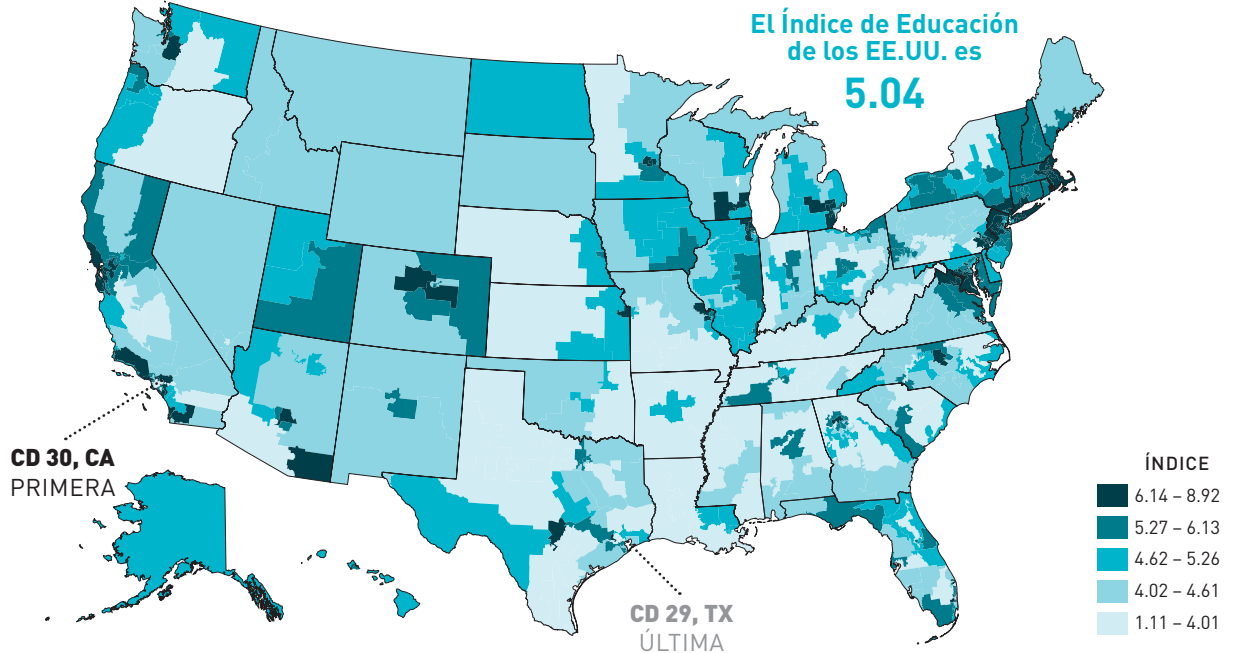 El Índice de Educación
de los EE.UU. es
5.04
CD 30, CA
PRIMERA
CD 29, TX
ÚLTIMA
ÍNDICE
6.14 – 8.92
5.27 – 6.13
4.62 – 5.26
4.02 – 4.61
1.11 – 4.01